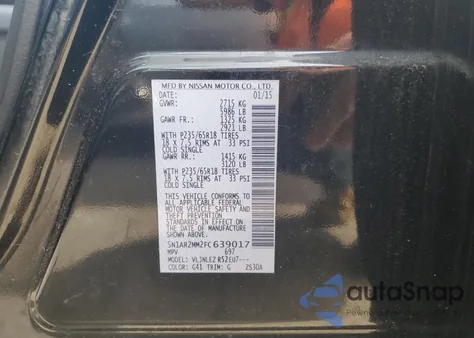 MFD BY NISSAN MOTOR CO., LTD.
DATE: 01/15
GVWR: 2715 KG
5986 LB
GAWR FR.: 1325 KG
2921 LB
WITH P235/65R18 TIRES
18 X 7.5 RIMS AT 33 PSI
COLD SINGLE
GAWR RR.: 1415 KG
3120 LB
WITH P235/65R18 TIRES
18 X 7.5 RIMS AT 33 PSI
COLD SINGLE
THIS VEHICLE CONFORMS TO
ALL APPLICABLE FEDERAL
MOTOR VEHICLE SAFETY AND
THEFT PREVENTION
STANDARDS IN EFFECT ON
THE DATE OF MANUFACTURE
SHOWN ABOVE.
5N1AR2MM2FC639017
MPV 697
MODEL: VLJNLEZ R52EU7---
COLOR: G41 TRIM: G ZS30A
autoSnap